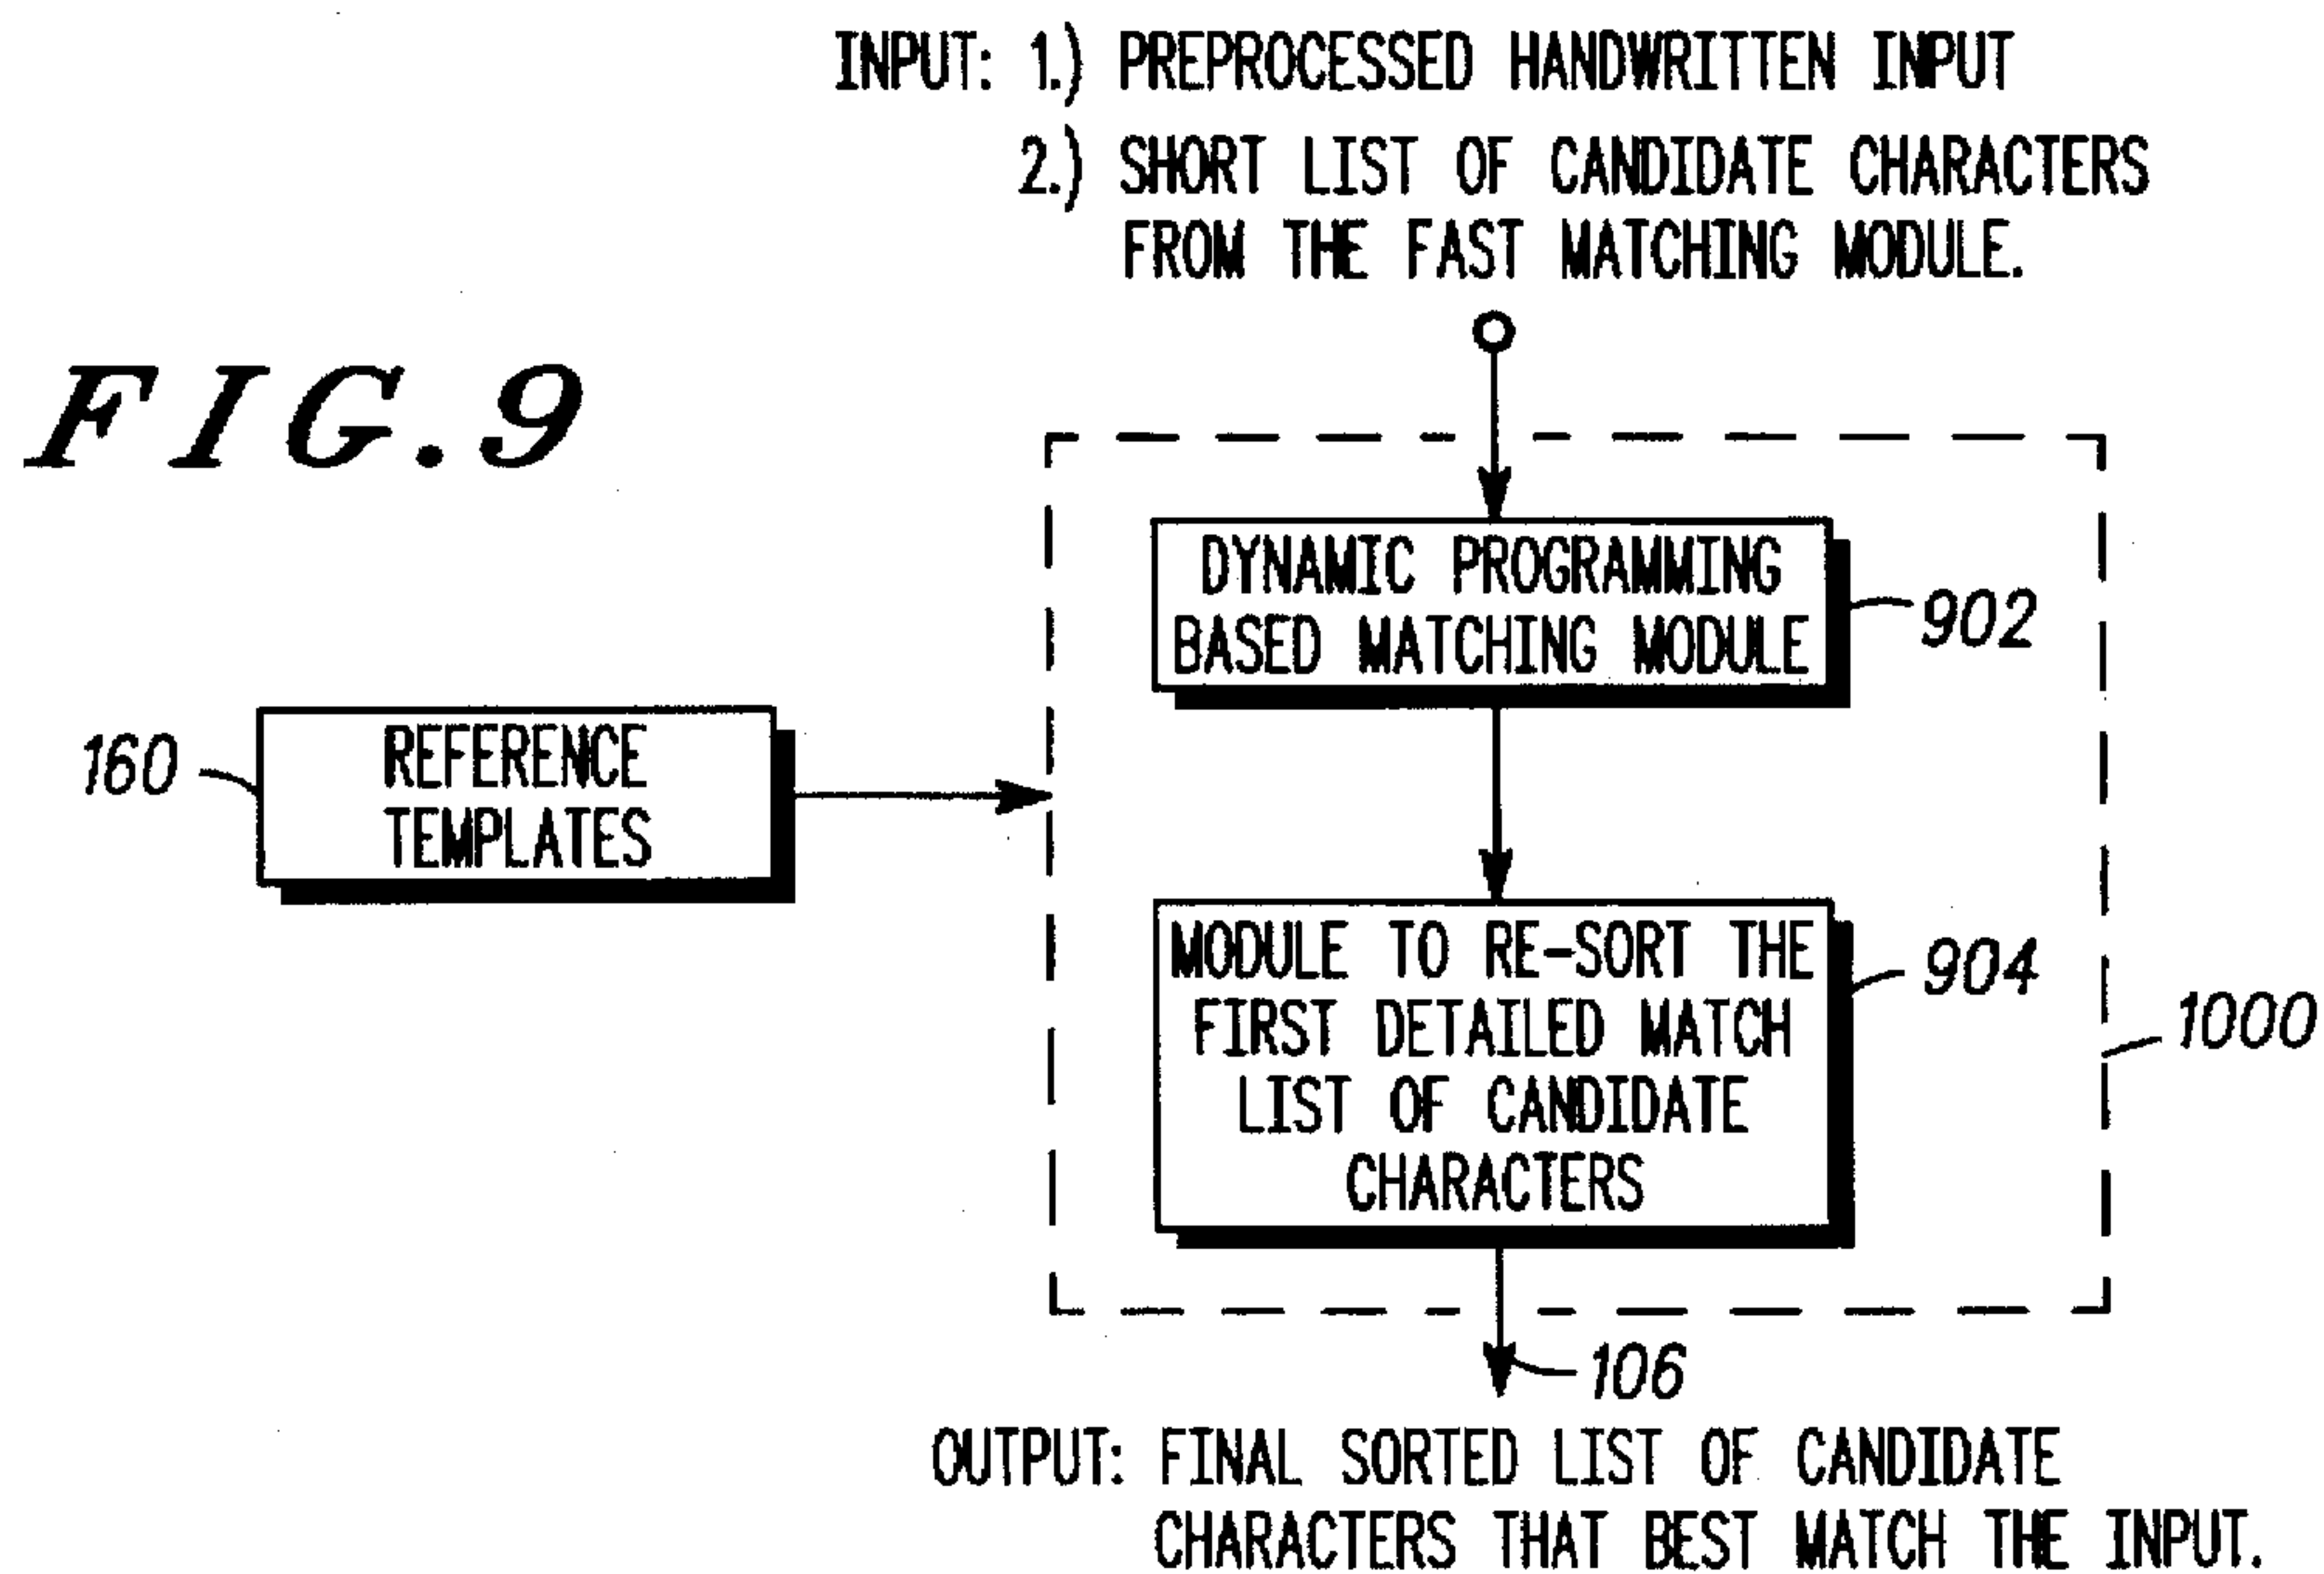 INPUT: 1.) PREPROCESSED HANDWRITTEN INPUT
2.) SHORT LIST OF CANDIDATE CHARACTERS
FROM THE FAST MATCHING MODULE.
FIG.9
DYNAMIC PROGRAMMING
BASED MATCHING MODULE
902
160
REFERENCE
TEMPLATES
MODULE TO RE-SORT THE
FIRST DETAILED MATCH
LIST OF CANDIDATE
CHARACTERS
904
1000
106
OUTPUT: FINAL SORTED LIST OF CANDIDATE
CHARACTERS THAT BEST MATCH THE INPUT.